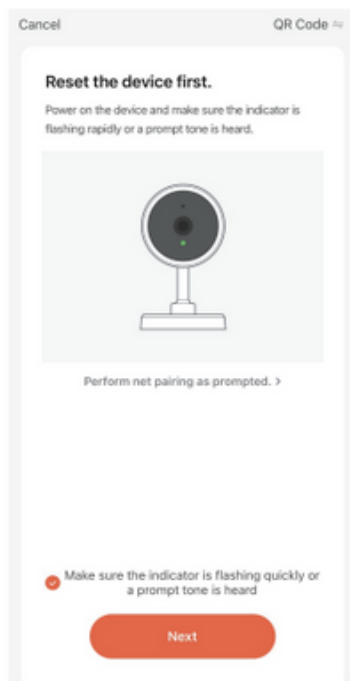 Cancel
QR Code
Reset the device first.
Power on the device and make sure the indicator is
flashing rapidly or a prompt tone is heard.
Perform net pairing as prompted. >
Make sure the indicator is flashing quickly or
a prompt tone is heard
Next